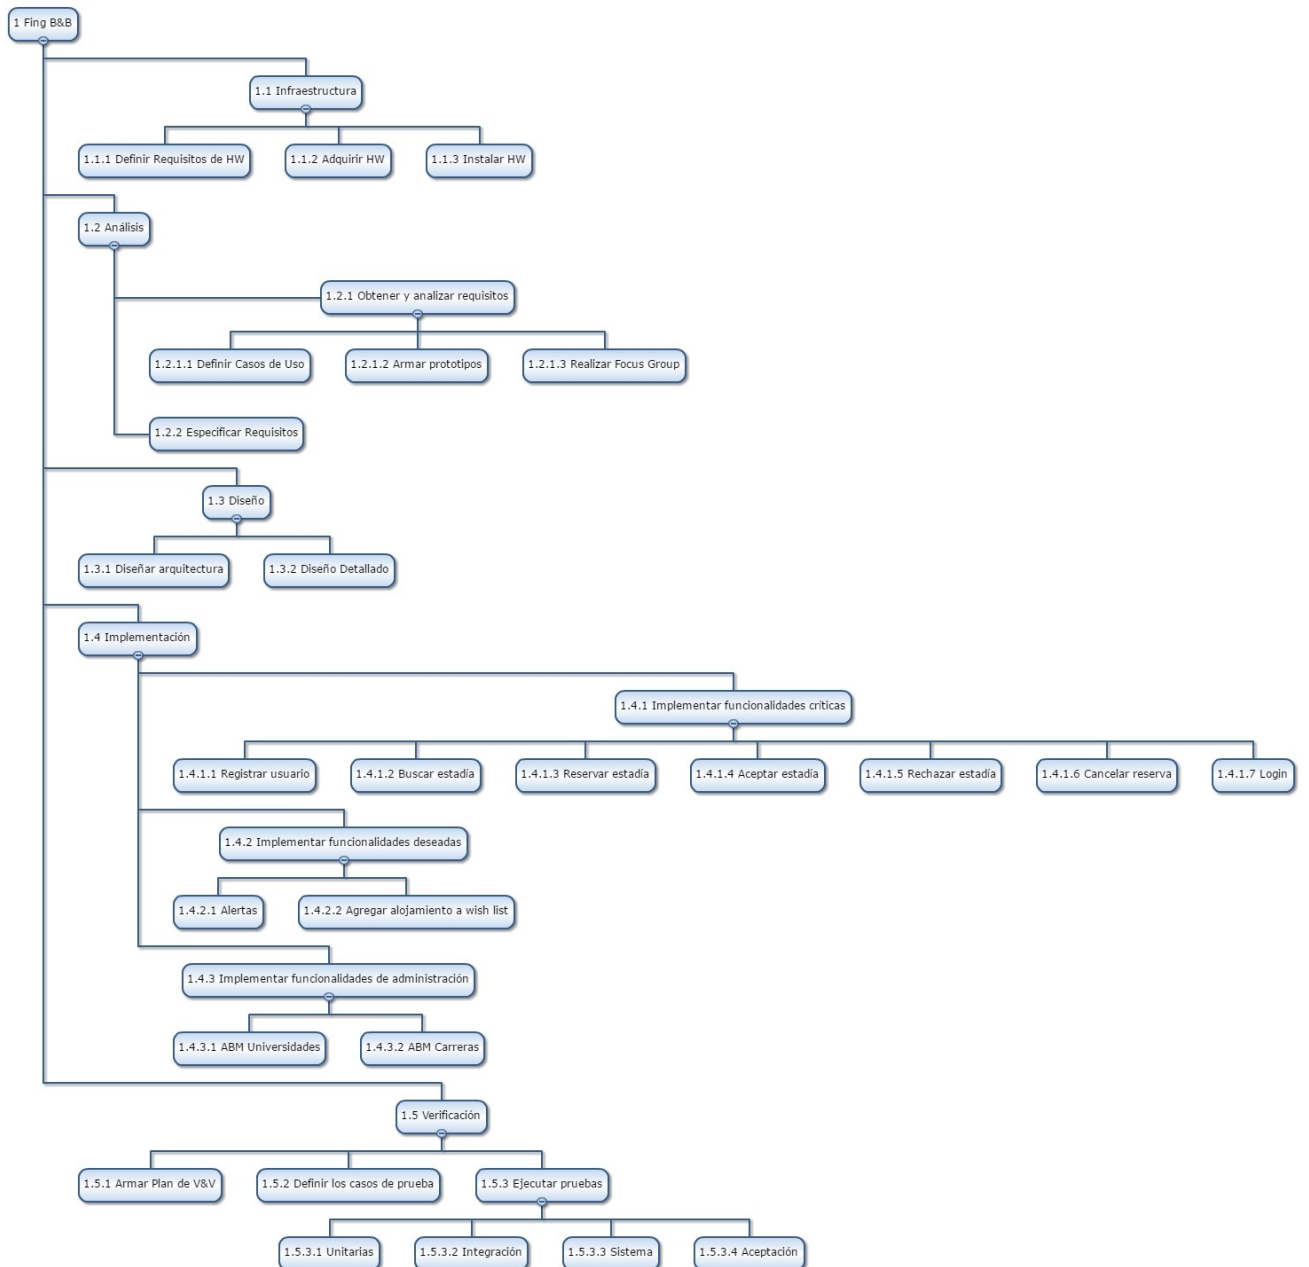 1 Fing B&B
1.1 Infraestructura
1.1.1 Definir Requisitos de HW
1.1.2 Adquirir HW
1.1.3 Instalar HW
1.2 Análisis
1.2.1 Obtener y analizar requisitos
1.2.1.1 Definir Casos de Uso
1.2.1.2 Armar prototipos
1.2.1.3 Realizar Focus Group
1.2.2 Especificar Requisitos
1.3 Diseño
1.3.1 Diseñar arquitectura
1.3.2 Diseño Detallado
1.4 Implementación
1.4.1 Implementar funcionalidades críticas
1.4.1.1 Registrar usuario
1.4.1.2 Buscar estadía
1.4.1.3 Reservar estadía
1.4.1.4 Aceptar estadía
1.4.1.5 Rechazar estadía
1.4.1.6 Cancelar reserva
1.4.1.7 Login
1.4.2 Implementar funcionalidades deseadas
1.4.2.1 Alertas
1.4.2.2 Agregar alojamiento a wish list
1.4.3 Implementar funcionalidades de administración
1.4.3.1 ABM Universidades
1.4.3.2 ABM Carreras
1.5 Verificación
1.5.1 Armar Plan de V&V
1.5.2 Definir los casos de prueba
1.5.3 Ejecutar pruebas
1.5.3.1 Unitarias
1.5.3.2 Integración
1.5.3.3 Sistema
1.5.3.4 Aceptación